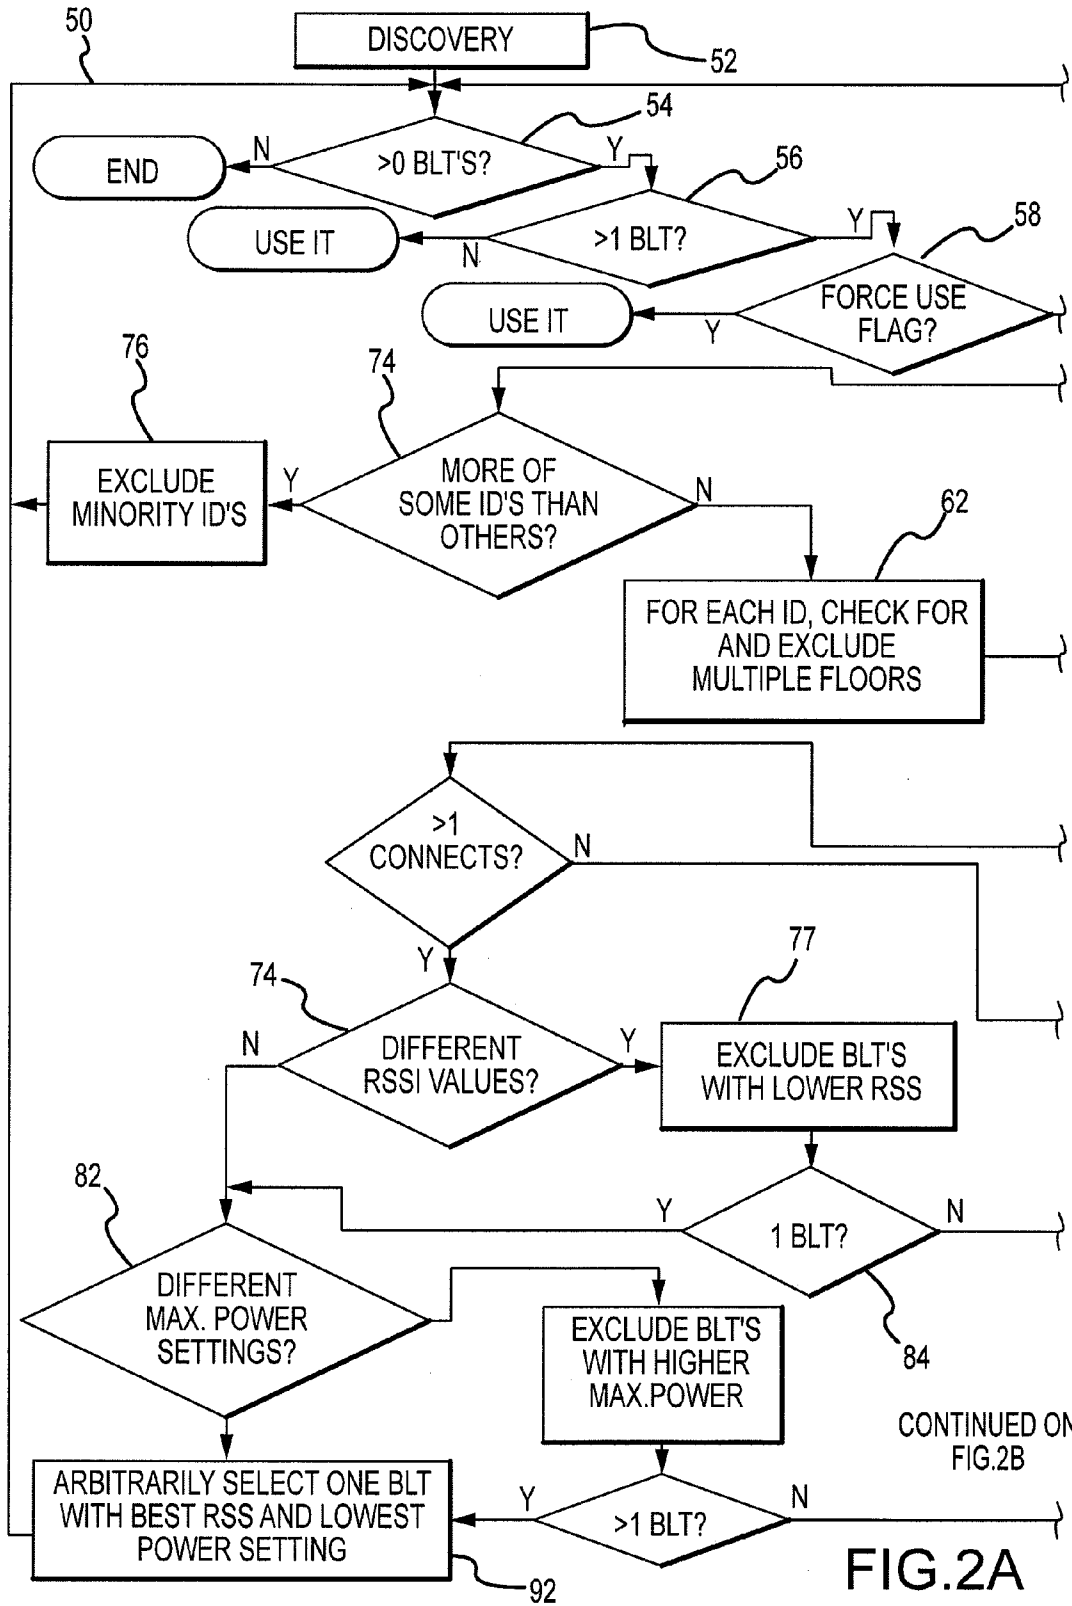 50
DISCOVERY
52
54
>0 BLT'S?
N
Y
END
56
>1 BLT?
N
Y
USE IT
58
FORCE USE
FLAG?
Y
USE IT
76
74
EXCLUDE
MINORITY ID'S
Y
MORE OF
SOME ID'S THAN
OTHERS?
N
62
FOR EACH ID, CHECK FOR
AND EXCLUDE
MULTIPLE FLOORS
>1
CONNECTS?
N
Y
74
77
N
DIFFERENT
RSSI VALUES?
Y
EXCLUDE BLT'S
WITH LOWER RSS
82
Y
1 BLT?
N
84
DIFFERENT
MAX. POWER
SETTINGS?
EXCLUDE BLT'S
WITH HIGHER
MAX.POWER
CONTINUED ON
FIG.2B
ARBITRARILY SELECT ONE BLT
WITH BEST RSS AND LOWEST
POWER SETTING
Y
>1 BLT?
N
92
FIG.2A